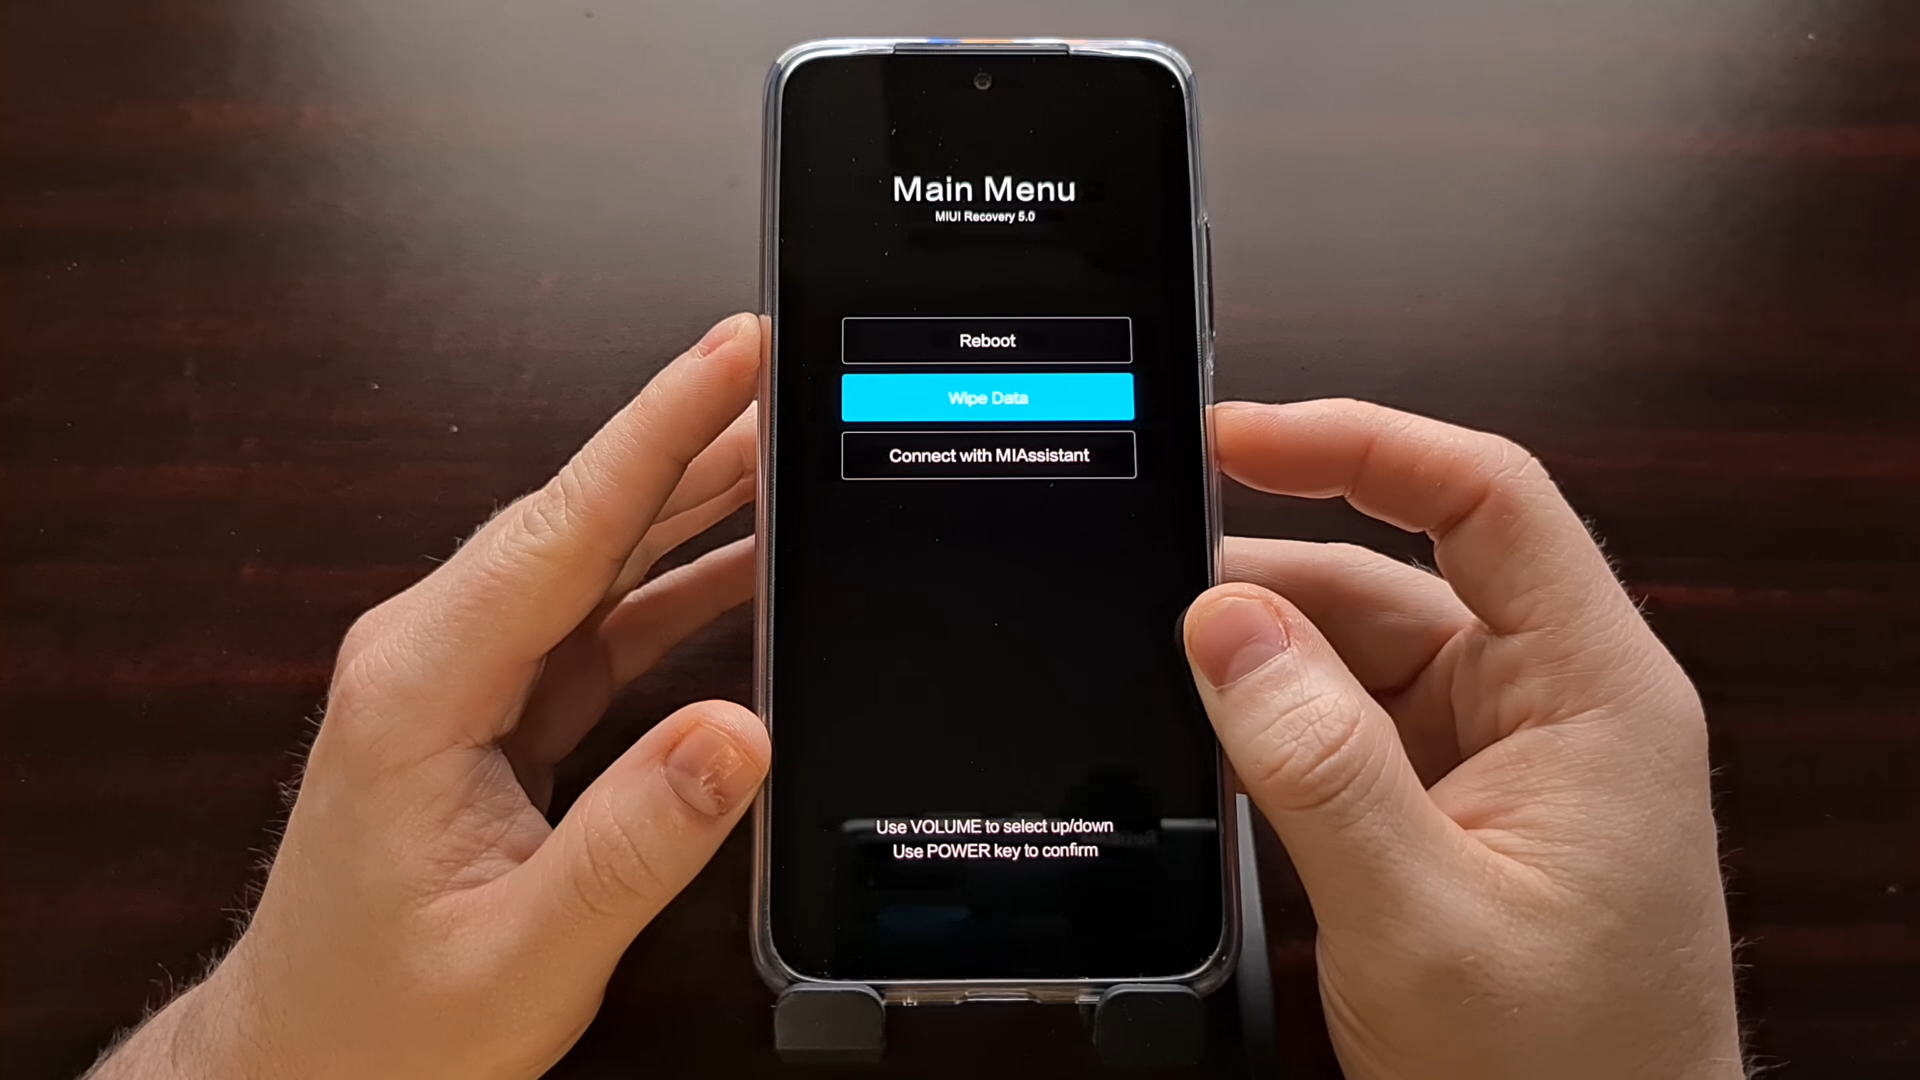 Main Menu
MIUI Recovery 5.0
Reboot
Wipe Data
Connect with MIAssistant
Use VOLUME to select up/down
Use POWER key to confirm